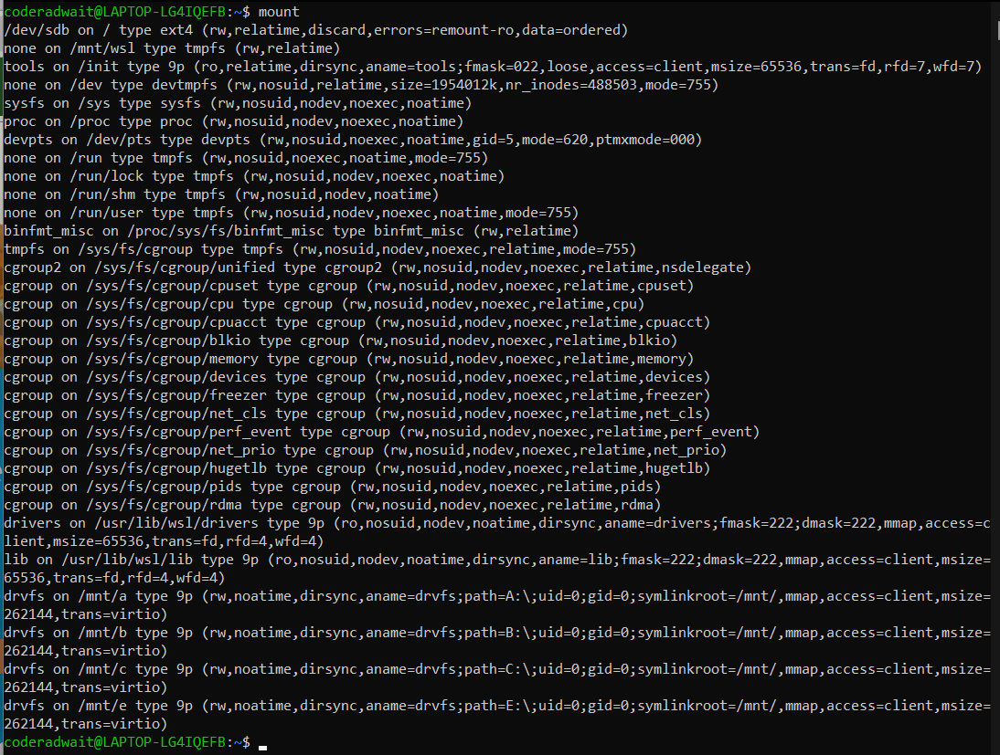 coderadwait@LAPTOP-LG4IQEFB:~$ mount
/dev/sdb on / type ext4 (rw,relatime,discard,errors=remount-ro,data=ordered)
none on /mnt/wsl type tmpfs (rw,relatime)
tools on /init type 9p (ro,relatime,dirsync,aname=tools;fmask=022,loose,access=client,msize=65536,trans=fd,rfd=7,wfd=7)
none on /dev type devtmpfs (rw,nosuid,relatime,size=1954012k,nr_inodes=488503,mode=755)
sysfs on /sys type sysfs (rw,nosuid,nodev,noexec,noatime)
proc on /proc type proc (rw,nosuid,nodev,noexec,noatime)
devpts on /dev/pts type devpts (rw,nosuid,noexec,noatime,gid=5,mode=620,ptmxmode=000)
none on /run type tmpfs (rw,nosuid,noexec,noatime,mode=755)
none on /run/lock type tmpfs (rw,nosuid,nodev,noexec,noatime)
none on /run/shm type tmpfs (rw,nosuid,nodev,noatime)
none on /run/user type tmpfs (rw,nosuid,nodev,noexec,noatime,mode=755)
binfmt_misc on /proc/sys/fs/binfmt_misc type binfmt_misc (rw,relatime)
tmpfs on /sys/fs/cgroup type tmpfs (rw,nosuid,nodev,noexec,relatime,mode=755)
cgroup2 on /sys/fs/cgroup/unified type cgroup2 (rw,nosuid,nodev,noexec,relatime,nsdelegate)
cgroup on /sys/fs/cgroup/cpuset type cgroup (rw,nosuid,nodev,noexec,relatime,cpuset)
cgroup on /sys/fs/cgroup/cpu type cgroup (rw,nosuid,nodev,noexec,relatime,cpu)
cgroup on /sys/fs/cgroup/cpuacct type cgroup (rw,nosuid,nodev,noexec,relatime,cpuacct)
cgroup on /sys/fs/cgroup/blkio type cgroup (rw,nosuid,nodev,noexec,relatime,blkio)
cgroup on /sys/fs/cgroup/memory type cgroup (rw,nosuid,nodev,noexec,relatime,memory)
cgroup on /sys/fs/cgroup/devices type cgroup (rw,nosuid,nodev,noexec,relatime,devices)
cgroup on /sys/fs/cgroup/freezer type cgroup (rw,nosuid,nodev,noexec,relatime,freezer)
cgroup on /sys/fs/cgroup/net_cls type cgroup (rw,nosuid,nodev,noexec,relatime,net_cls)
cgroup on /sys/fs/cgroup/perf_event type cgroup (rw,nosuid,nodev,noexec,relatime,perf_event)
cgroup on /sys/fs/cgroup/net_prio type cgroup (rw,nosuid,nodev,noexec,relatime,net_prio)
cgroup on /sys/fs/cgroup/hugetlb type cgroup (rw,nosuid,nodev,noexec,relatime,hugetlb)
cgroup on /sys/fs/cgroup/pids type cgroup (rw,nosuid,nodev,noexec,relatime,pids)
cgroup on /sys/fs/cgroup/rdma type cgroup (rw,nosuid,nodev,noexec,relatime,rdma)
drivers on /usr/lib/wsl/drivers type 9p (ro,nosuid,nodev,noatime,dirsync,aname=drivers;fmask=222;dmask=222,mmap,access=c
lient,msize=65536,trans=fd,rfd=4,wfd=4)
lib on /usr/lib/wsl/lib type 9p (ro,nosuid,nodev,noatime,dirsync,aname=lib;fmask=222;dmask=222,mmap,access=client,msize=
65536,trans=fd,rfd=4,wfd=4)
drvfs on /mnt/a type 9p (rw,noatime,dirsync,aname=drvfs;path=A:\;uid=0;gid=0;symlinkroot=/mnt/,mmap,access=client,msize=
262144,trans=virtio)
drvfs on /mnt/b type 9p (rw,noatime,dirsync,aname=drvfs;path=B:\;uid=0;gid=0;symlinkroot=/mnt/,mmap,access=client,msize=
262144,trans=virtio)
drvfs on /mnt/c type 9p (rw,noatime,dirsync,aname=drvfs;path=C:\;uid=0;gid=0;symlinkroot=/mnt/,mmap,access=client,msize=
262144,trans=virtio)
drvfs on /mnt/e type 9p (rw,noatime,dirsync,aname=drvfs;path=E:\;uid=0;gid=0;symlinkroot=/mnt/,mmap,access=client,msize=
262144,trans=virtio)
coderadwait@LAPTOP-LG4IQEFB:~$